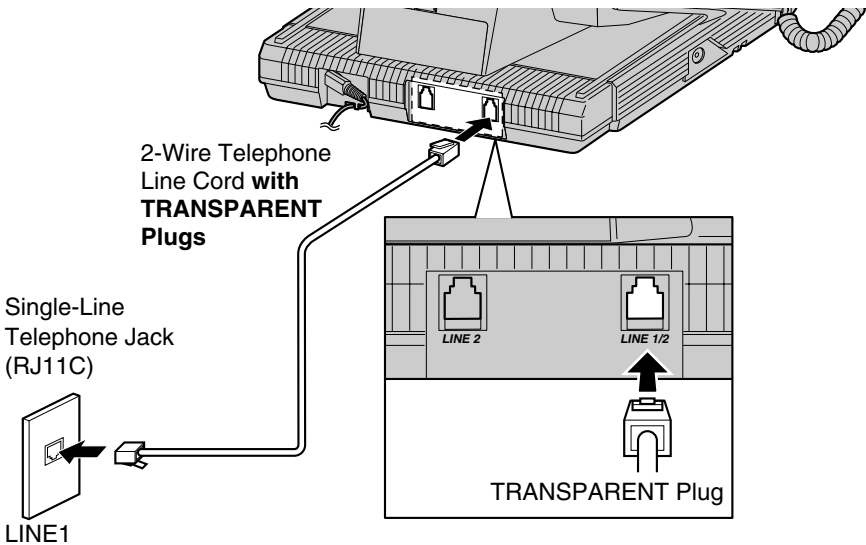 2-Wire Telephone
Line Cord with
TRANSPARENT
Plugs
Single-Line
Telephone Jack
(RJ11C)
LINE 2
LINE 1/2
TRANSPARENT Plug
LINE1